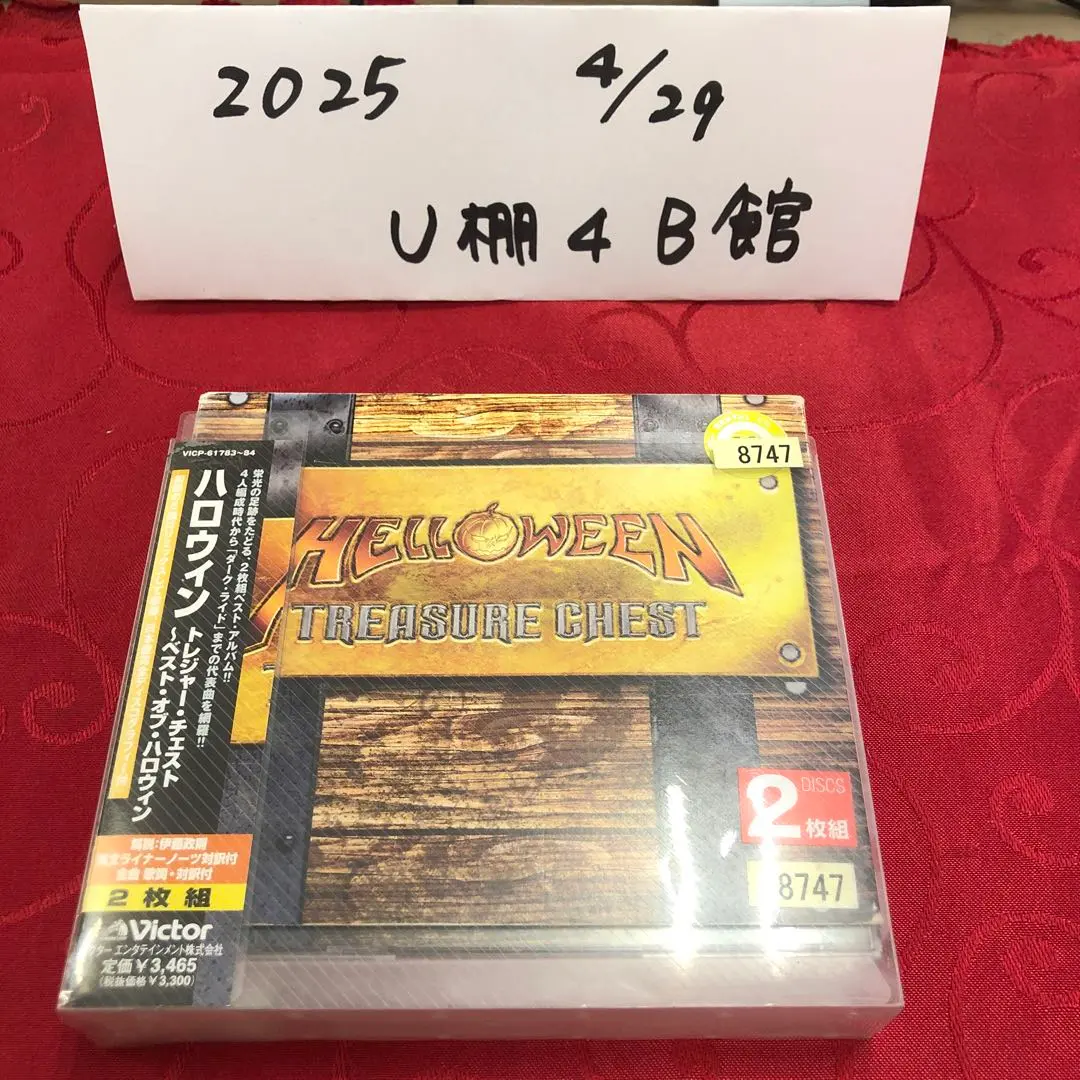 2025 4/29
U棚4 B館
8747
VICP-61783~84
ハロウィン
トレジャー・チェスト
~ベスト・オブ・ハロウィン
栄光の足跡をたどる、2枚組ベスト・アルバム!!
4人編成時代から「ダーク・ライド」までの代表曲を網羅!!
HELLOWEEN
TREASURE CHEST
2 DISCS
枚組
8747
解説:伊藤政則
ライナーノーツ対訳付
全曲 歌詞・対訳付
2枚組
Victor
エンタテインメント株式会社
定価¥3,465
(税抜価格¥3,300)